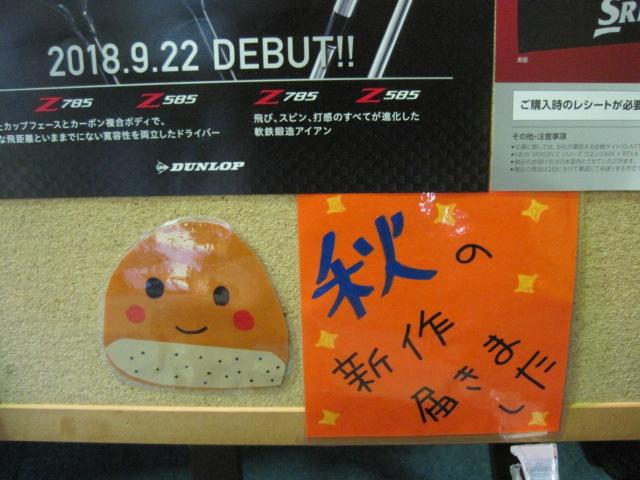 2018.9.22 DEBUT!!
Z785 Z585
カップフェースとカーボン複合ボディで、
な飛距離といままでにない寛容性を両立したドライバー
Z785 Z585
飛び、スピン、打感のすべてが進化した
軟鉄鍛造アイアン
DUNLOP
SR
ご購入時のレシートが必要
その他・注意事項
秋の
新作
届きま
した